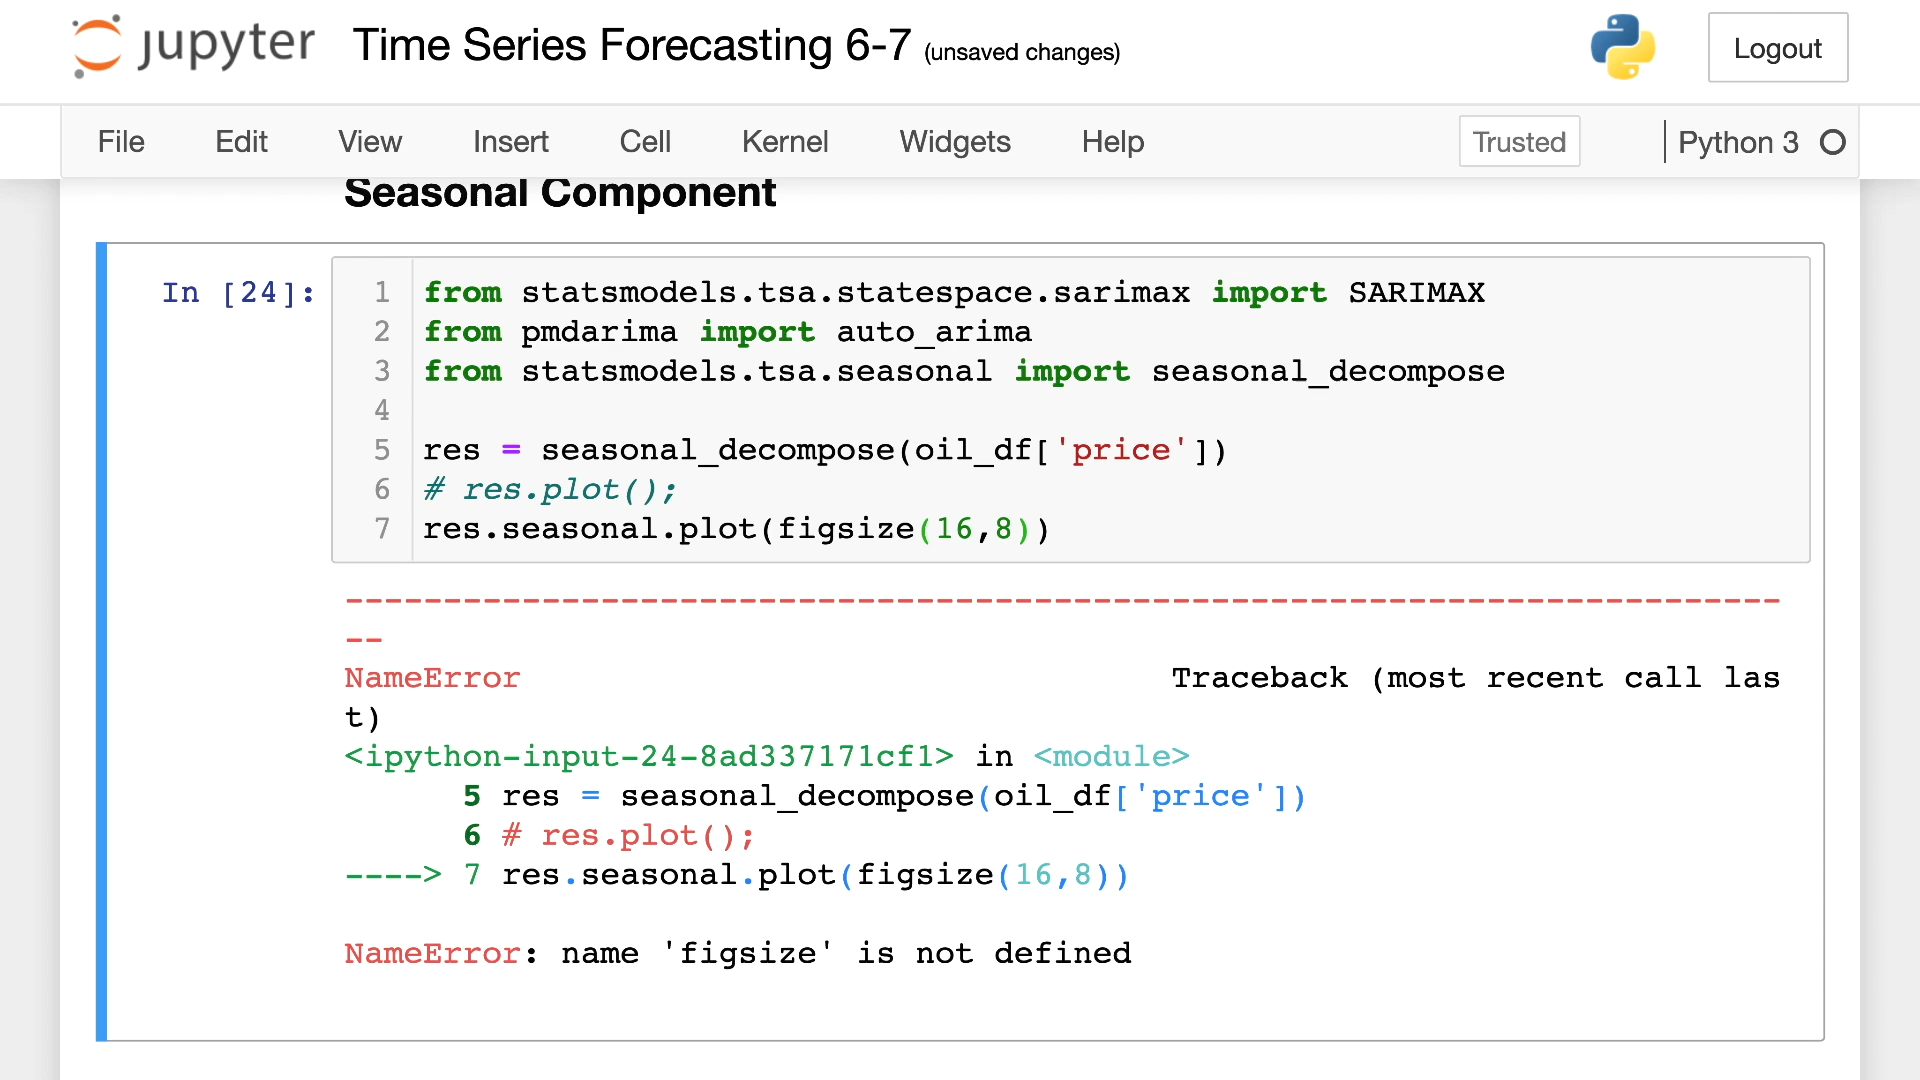 jupyter Time Series Forecasting 6-7 (unsaved changes) Logout
File Edit View Insert Cell Kernel Widgets Help Trusted Python 3
Seasonal Component
In [24]:
1 from statsmodels.tsa.statespace.sarimax import SARIMAX
2 from pmdarima import auto_arima
3 from statsmodels.tsa.seasonal import seasonal_decompose
4
5 res = seasonal_decompose(oil_df['price'])
6 # res.plot();
7 res.seasonal.plot(figsize(16,8))
---------------------------------------------------------------------------
--
NameError                                 Traceback (most recent call las
t)
<ipython-input-24-8ad337171cf1> in <module>
      5 res = seasonal_decompose(oil_df['price'])
      6 # res.plot();
----> 7 res.seasonal.plot(figsize(16,8))
NameError: name 'figsize' is not defined